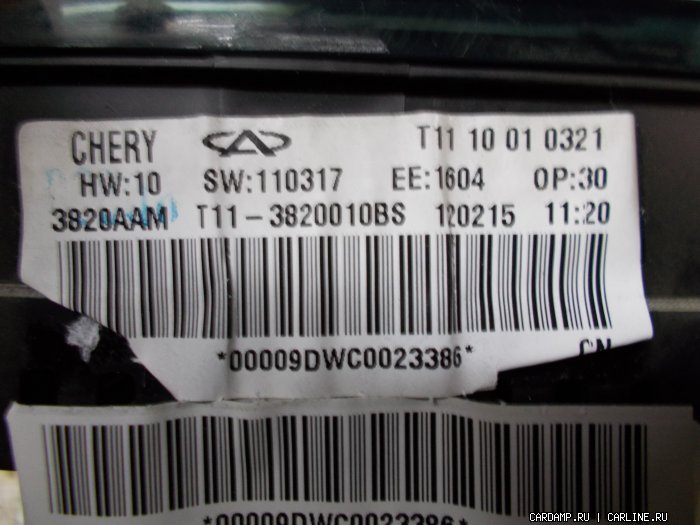 CHERY T11 10 01 0321
HW:10 SW:110317 EE:1604 OP:30
3820AAM T11-3820010BS 120215 11:20
*00009DWC0023386*
CN
*00009DWC0023386*
CARDAMP.RU | CARLINE.RU